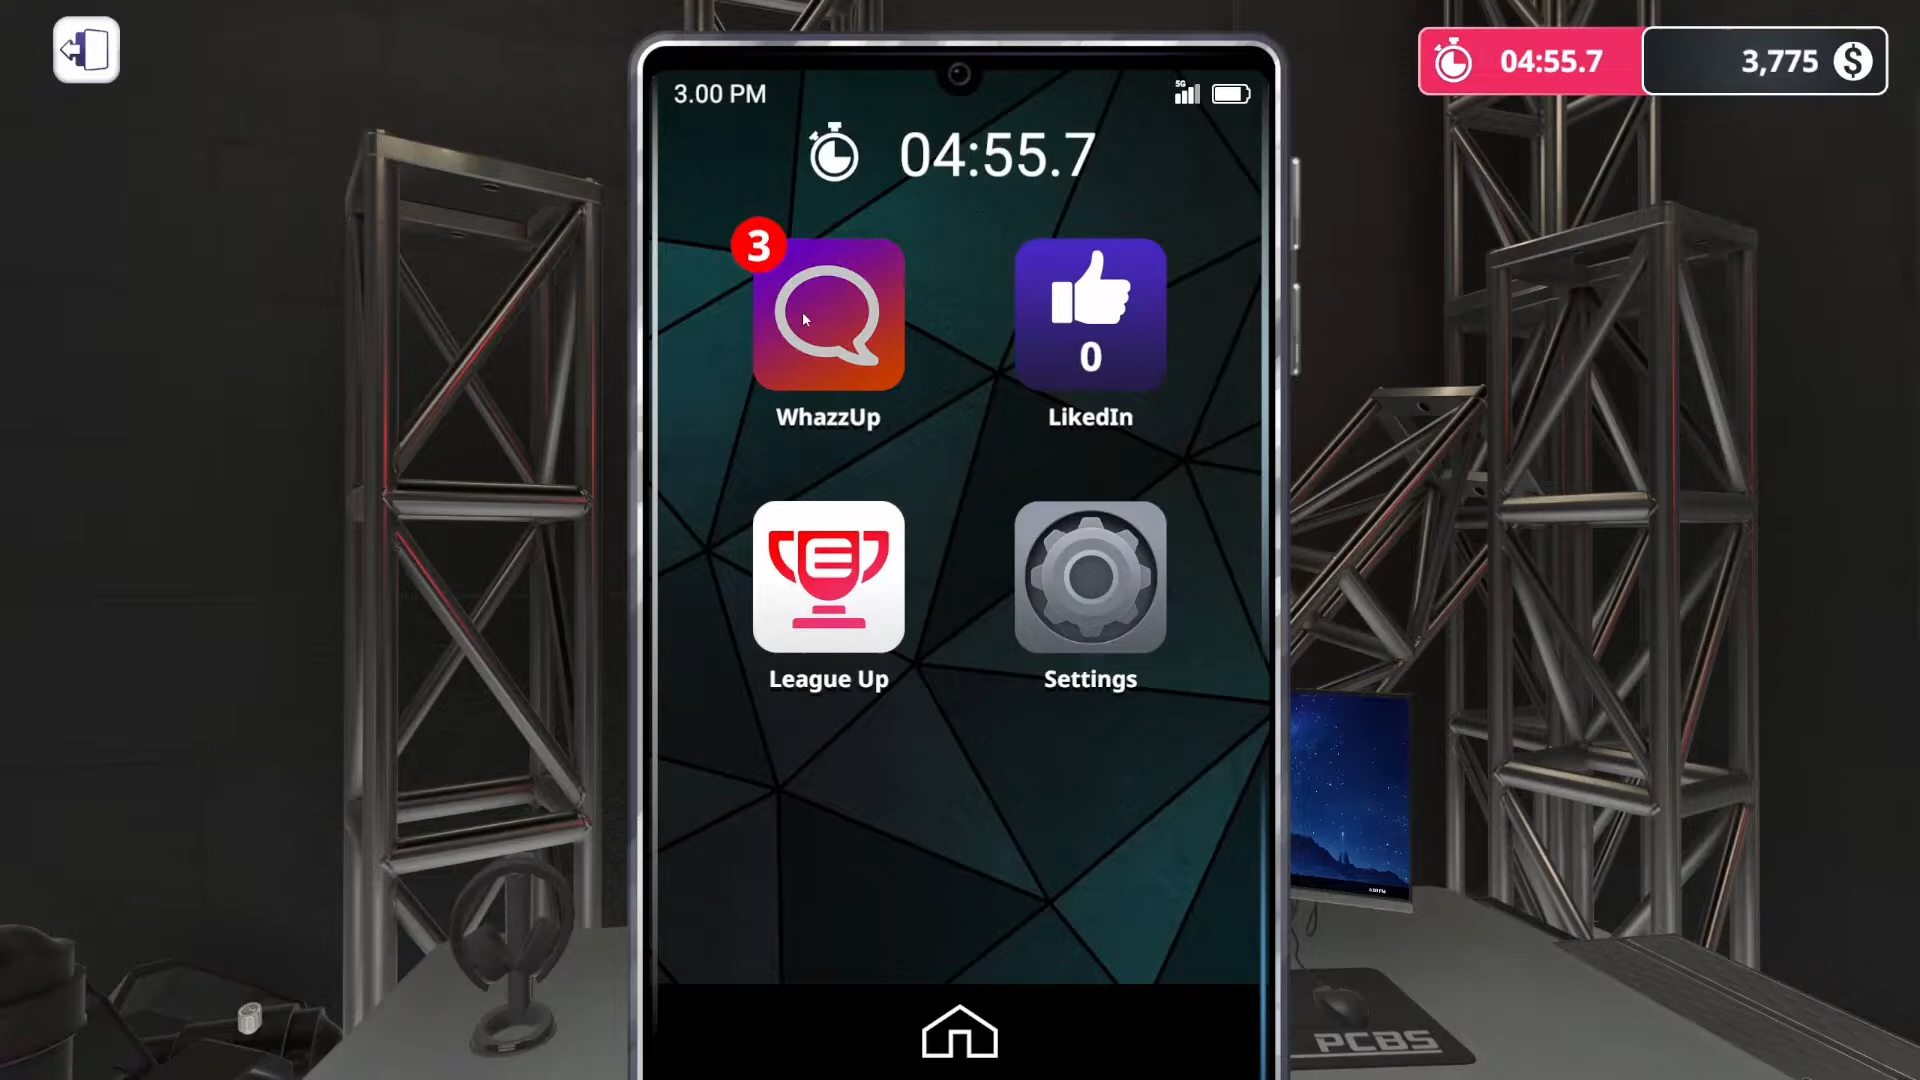 04:55.7
3,775
3.00 PM
5G
04:55.7
3
0
WhazzUp
LikedIn
League Up
Settings
PCBS